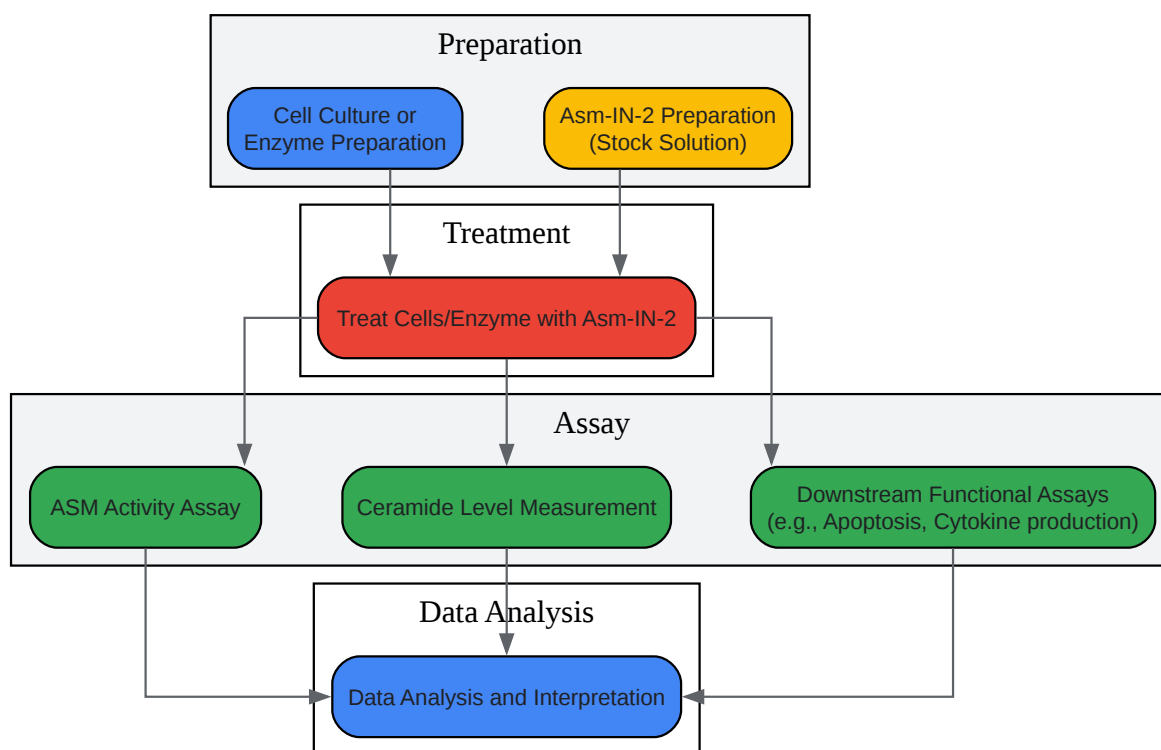 Preparation
Cell Culture or
Enzyme Preparation
Asm-IN-2 Preparation
(Stock Solution)
Treatment
Treat Cells/Enzyme with Asm-IN-2
Assay
ASM Activity Assay
Ceramide Level Measurement
Downstream Functional Assays
(e.g., Apoptosis, Cytokine production)
Data Analysis
Data Analysis and Interpretation